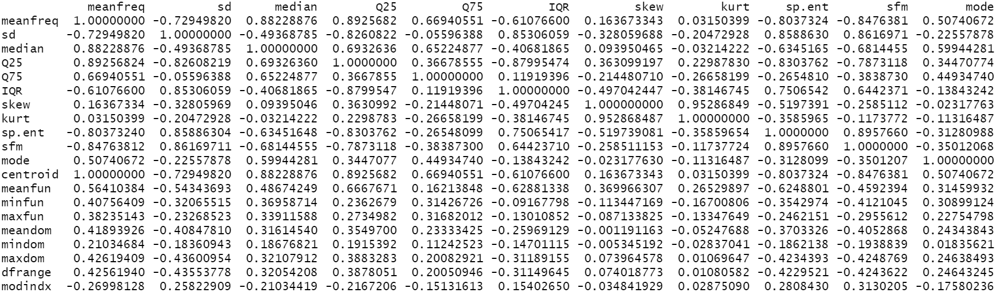 meanfreq sd median Q25 Q75 IQR skew kurt sp.ent sfm mode
meanfreq 1.00000000 -0.72949820 0.88228876 0.8925682 0.66940551 -0.61076600 0.163673343 0.03150399 -0.8037324 -0.8476381 0.50740672
sd -0.72949820 1.00000000 -0.49368785 -0.8260822 -0.05596388 0.85306059 -0.328059688 -0.20472928 0.8588630 0.8616971 -0.22557878
median 0.88228876 -0.49368785 1.00000000 0.6932636 0.65224877 -0.40681865 0.093950465 -0.03214222 -0.6345165 -0.6814455 0.59944281
Q25 0.89256824 -0.82608219 0.69326360 1.0000000 0.36678555 -0.87995474 0.363099197 0.22987830 -0.8303762 -0.7873118 0.34470774
Q75 0.66940551 -0.05596388 0.65224877 0.3667855 1.00000000 0.11919396 -0.214480710 -0.26658199 -0.2654810 -0.3838730 0.44934740
IQR -0.61076600 0.85306059 -0.40681865 -0.8799547 0.11919396 1.00000000 -0.497042447 -0.38146745 0.7506542 0.6442371 -0.13843242
skew 0.16367334 -0.32805969 0.09395046 0.3630992 -0.21448071 -0.49704245 1.000000000 0.95286849 -0.5197391 -0.2585112 -0.02317763
kurt 0.03150399 -0.20472928 -0.03214222 0.2298783 -0.26658199 -0.38146745 0.952868487 1.00000000 -0.3585965 -0.1173772 -0.11316487
sp.ent -0.80373240 0.85886304 -0.63451648 -0.8303762 -0.26548099 0.75065417 -0.519739081 -0.35859654 1.0000000 0.8957660 -0.31280988
sfm -0.84763812 0.86169711 -0.68144555 -0.7873118 -0.38387300 0.64423710 -0.258511153 -0.11737724 0.8957660 1.0000000 -0.35012068
mode 0.50740672 -0.22557878 0.59944281 0.3447077 0.44934740 -0.13843242 -0.023177630 -0.11316487 -0.3128099 -0.3501207 1.00000000
centroid 1.00000000 -0.72949820 0.88228876 0.8925682 0.66940551 -0.61076600 0.163673343 0.03150399 -0.8037324 -0.8476381 0.50740672
meanfun 0.56410384 -0.54343693 0.48674249 0.6667671 0.16213848 -0.62881338 0.369966307 0.26529897 -0.6248801 -0.4592394 0.31459932
minfun 0.40756409 -0.32065515 0.36958714 0.2362679 0.31426726 -0.09167798 -0.113447169 -0.16700806 -0.3542974 -0.4121045 0.30899124
maxfun 0.38235143 -0.23268523 0.33911588 0.2734982 0.31682012 -0.13010852 -0.087133825 -0.13347649 -0.2462151 -0.2955612 0.22754798
meandom 0.41893926 -0.40847810 0.31614540 0.3549700 0.23333425 -0.25969129 -0.001191163 -0.05247688 -0.3703326 -0.4052868 0.24343843
mindom 0.21034684 -0.18360943 0.18676821 0.1915392 0.11242523 -0.14701115 -0.005345192 -0.02837041 -0.1862138 -0.1938839 0.01835621
maxdom 0.42619409 -0.43600954 0.32107912 0.3883283 0.20082921 -0.31189155 0.073964578 0.01069647 -0.4234393 -0.4248769 0.24638493
dfrange 0.42561940 -0.43553778 0.32054208 0.3878051 0.20050946 -0.31149645 0.074018773 0.01080582 -0.4229521 -0.4243622 0.24643245
modindx -0.26998128 0.25822909 -0.21034419 -0.2167206 -0.15131613 0.15402650 -0.034841929 0.02875090 0.2808430 0.3130205 -0.17580236